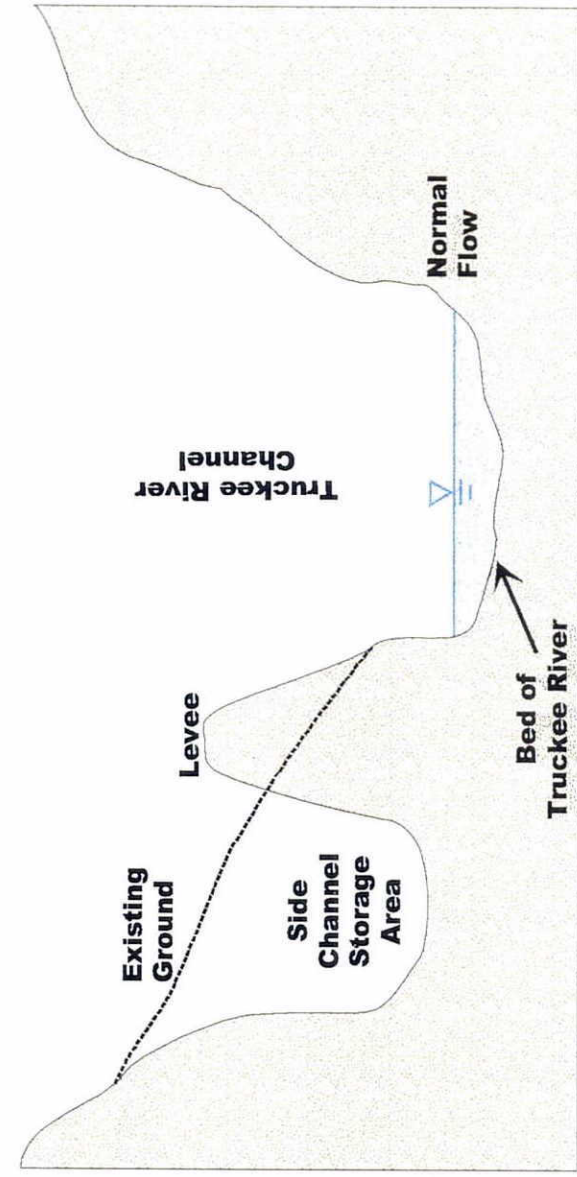 Existing
Ground
Levee
Truckee River
Channel
Normal
Flow
Side
Channel
Storage
Area
Bed of
Truckee River